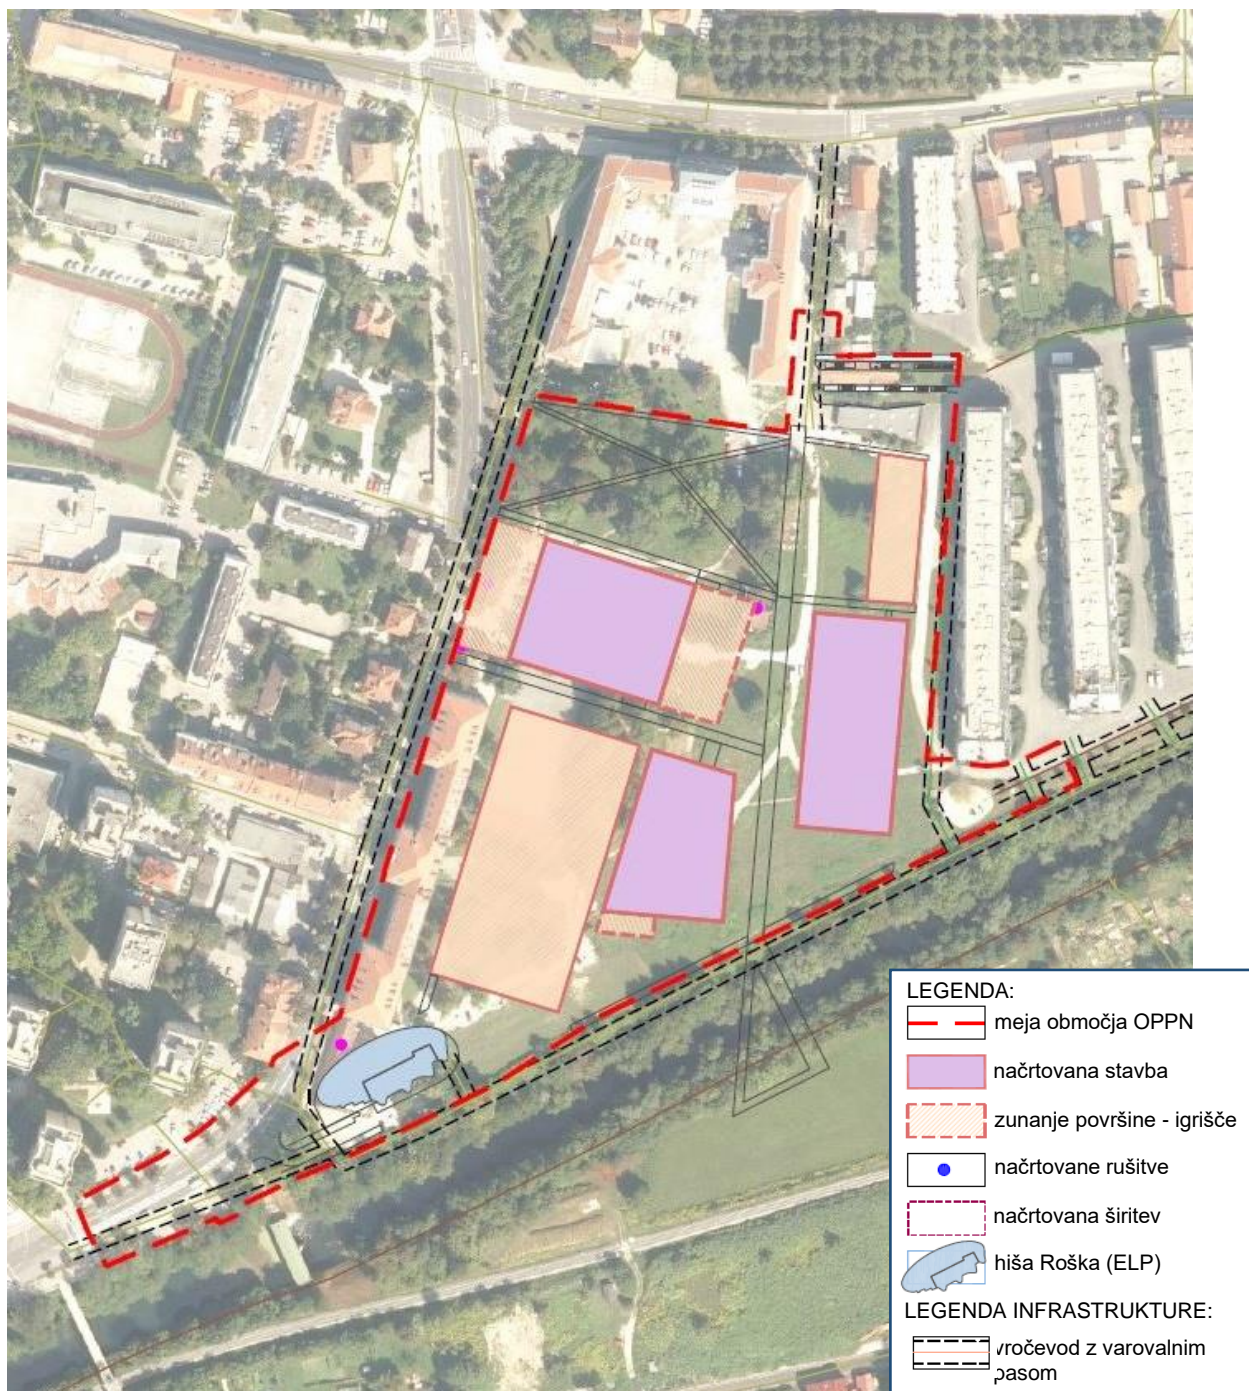 LEGENDA:
meja območja OPPN
načrtovana stavba
zunanje površine - igrišče
načrtovane rušitve
načrtovana širitev
hiša Roška (ELP)
LEGENDA INFRASTRUKTURE:
vročevod z varovalnim
pasom